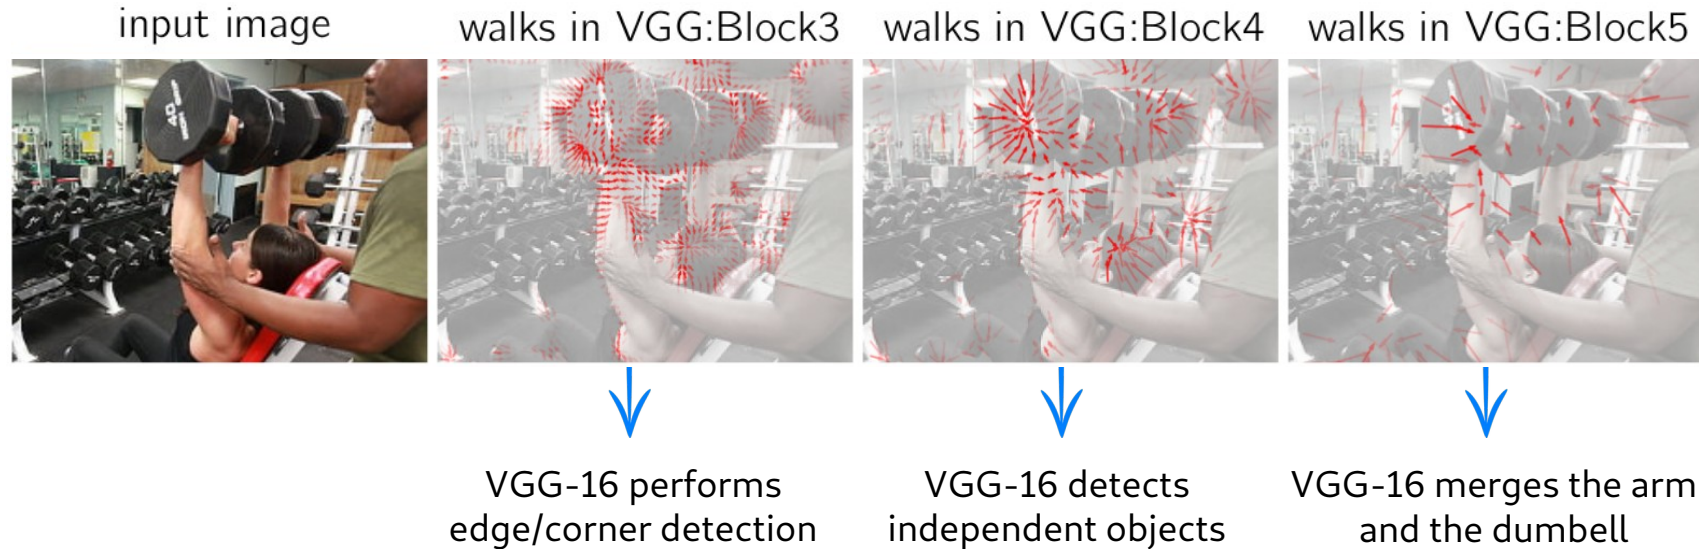 input image
walks in VGG:Block3
walks in VGG:Block4
walks in VGG:Block5
40
VGG-16 performs
edge/corner detection
VGG-16 detects
independent objects
VGG-16 merges the arm
and the dumbell